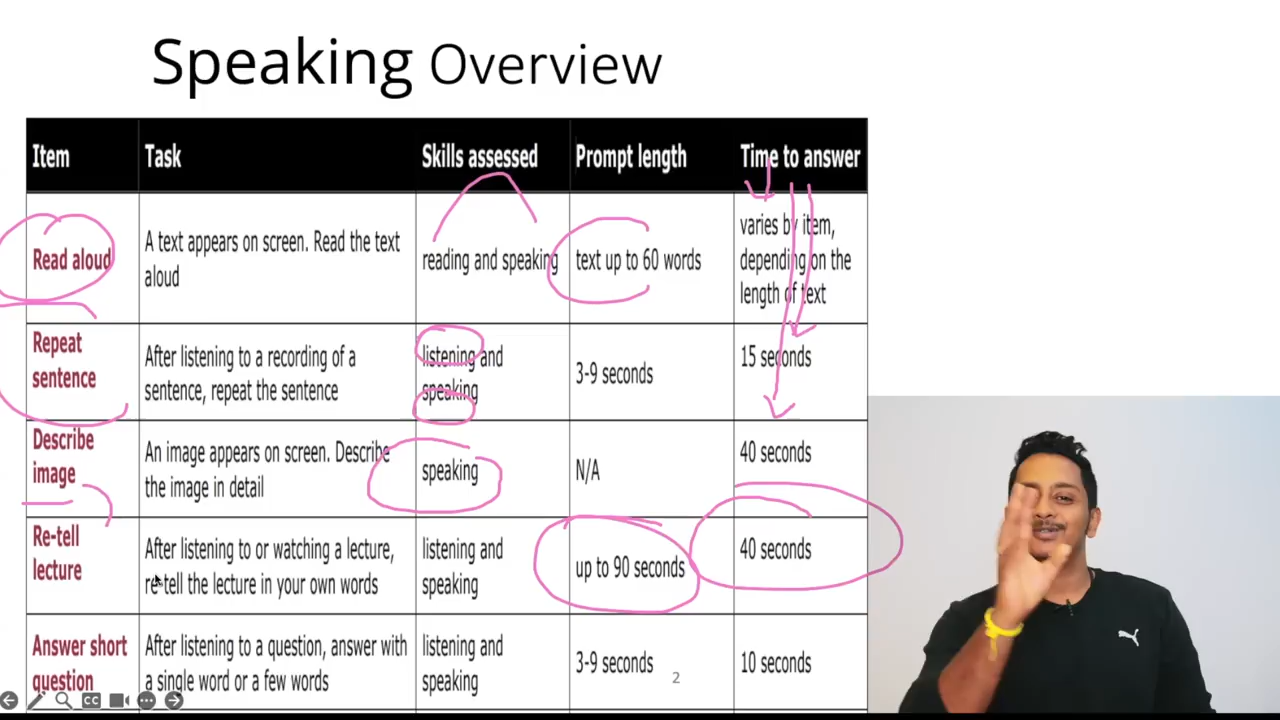 Speaking Overview
Item Task Skills assessed Prompt length Time to answer
Read aloud
A text appears on screen. Read the text
aloud
reading and speaking
text up to 60 words
varies by item,
depending on the
length of text
Repeat
sentence
After listening to a recording of a
sentence, repeat the sentence
listening and
speaking
3-9 seconds
15 seconds
Describe
image
An image appears on screen. Describe
the image in detail
speaking
N/A
40 seconds
Re-tell
lecture
After listening to or watching a lecture,
re-tell the lecture in your own words
listening and
speaking
up to 90 seconds
40 seconds
Answer short
question
After listening to a question, answer with
a single word or a few words
listening and
speaking
3-9 seconds
10 seconds
2
CC